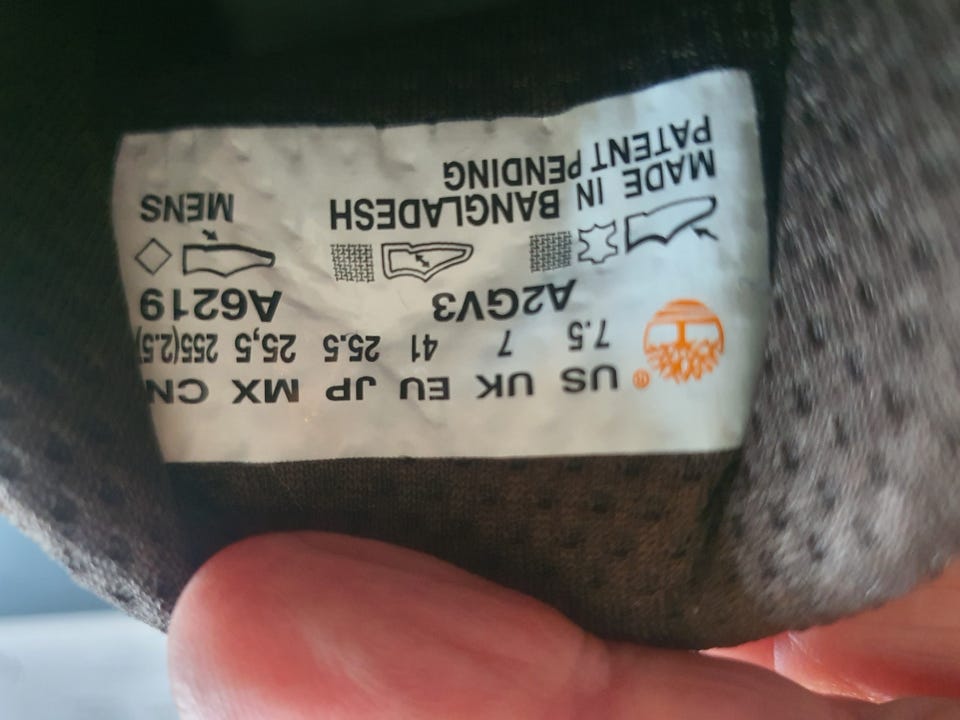 ® US UK EU JP MX CN
7.5 7 41 25.5 25,5 255(2.5)
A2GV3 A6219
MADE IN BANGLADESH MENS
PATENT PENDING